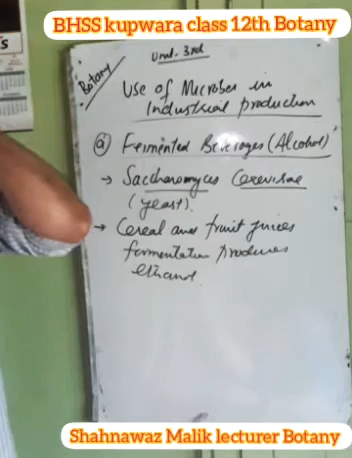 BHSS kupwara class 12th Botany
Unit-3rd
Botany
Use of Microbes in
Industrial production
(a) Fermented Beverages (Alcohol)
→ Saccharomyces Cerevisae
(yeast).
→ Cereal and fruit juices
fermentation produces
ethanol
Shahnawaz Malik lecturer Botany